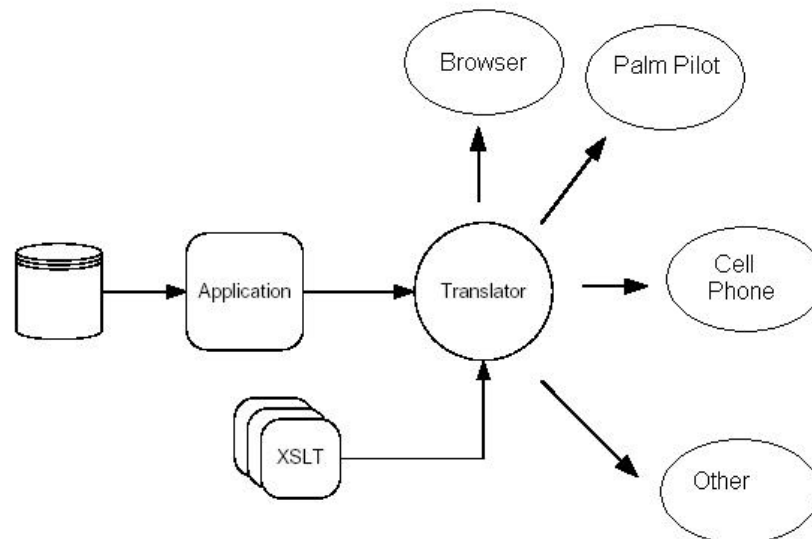 Browser
Palm Pilot
Application
Translator
Cell
Phone
XSLT
Other